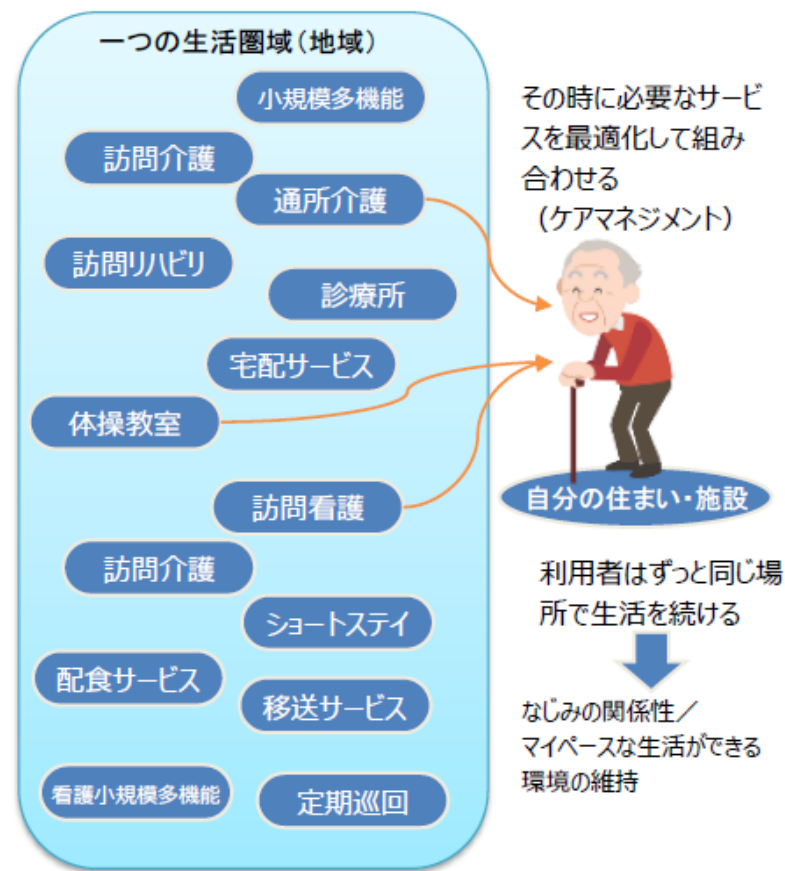 一つの生活圏域（地域）
小規模多機能
訪問介護
通所介護
訪問リハビリ
診療所
宅配サービス
体操教室
訪問看護
訪問介護
ショートステイ
配食サービス
移送サービス
看護小規模多機能
定期巡回
その時に必要なサービ
スを最適化して組み
合わせる
（ケアマネジメント）
自分の住まい・施設
利用者はずっと同じ場
所で生活を続ける
なじみの関係性／
マイペースな生活ができる
環境の維持